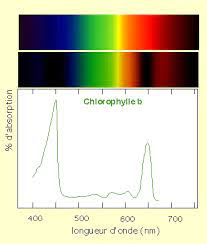 Chlorophylle b
% d'absorption
400 500 600 700
longueur d'onde (nm)